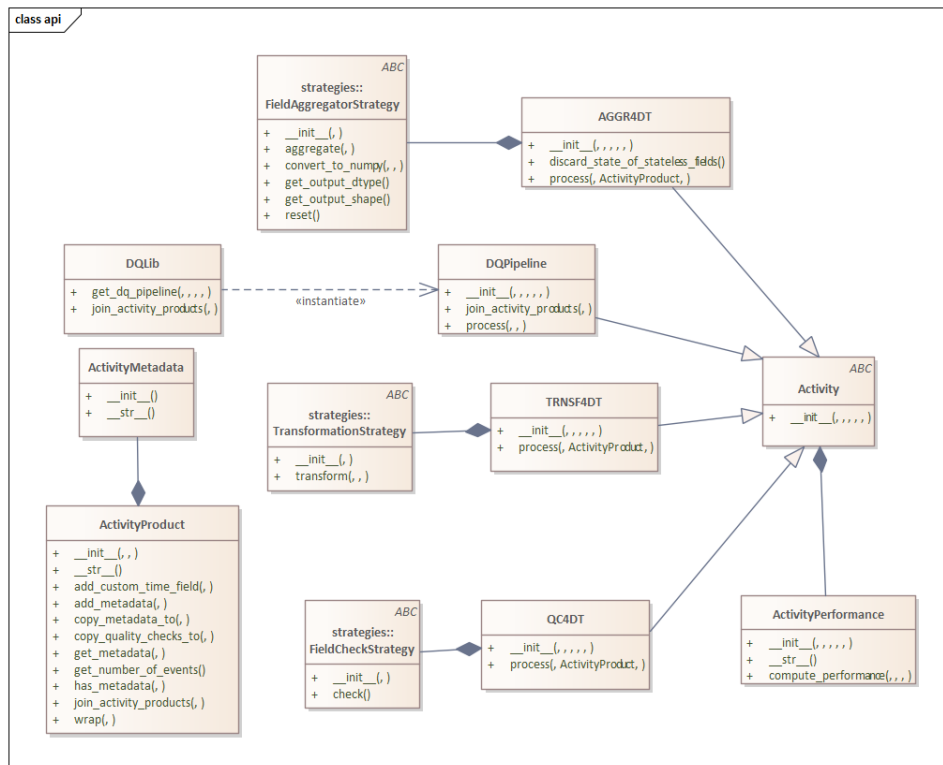 class api
ABC
strategies::
FieldAggregatorStrategy
+ __init__(, )
+ aggregate(, )
+ convert_to_numpy(, , )
+ get_output_dtype()
+ get_output_shape()
+ reset()
AGGR4DT
+ __init__(, , , , , )
+ discard_state_of_stateless_fields()
+ process(, ActivityProduct, )
DQLib
+ get_dq_pipeline(, , , , )
+ join_activity_products(, )
«instantiate»
DQPipeline
+ __init__(, , , , , )
+ join_activity_products(, )
+ process(, , )
ActivityMetadata
+ __init__()
+ __str__()
ABC
strategies::
TransformationStrategy
+ __init__(, )
+ transform(, , )
TRNSF4DT
+ __init__(, , , , , )
+ process(, ActivityProduct, )
ABC
Activity
+ __init__(, , , , , )
ActivityProduct
+ __init__(, , )
+ __str__()
+ add_custom_time_field(, )
+ add_metadata(, )
+ copy_metadata_to(, )
+ copy_quality_checks_to(, )
+ get_metadata(, )
+ get_number_of_events()
+ has_metadata(, )
+ join_activity_products(, )
+ wrap(, )
ABC
strategies::
FieldCheckStrategy
+ __init__(, )
+ check()
QC4DT
+ __init__(, , , , , )
+ process(, ActivityProduct, )
ActivityPerformance
+ __init__(, , , , , )
+ __str__()
+ compute_performance(, , , )